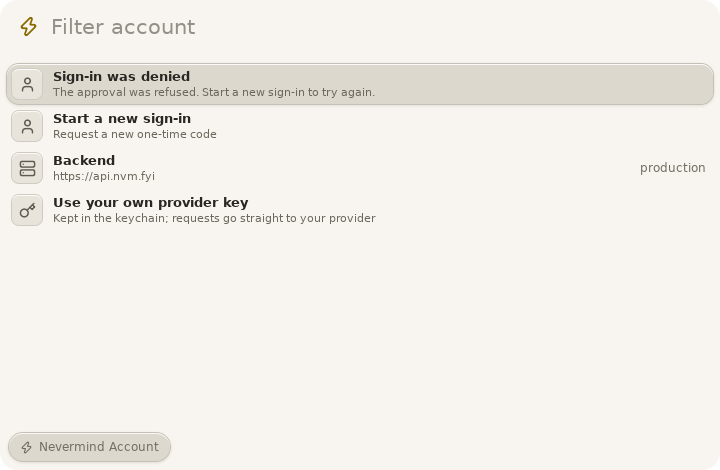 Filter account
Sign-in was denied
The approval was refused. Start a new sign-in to try again.
Start a new sign-in
Request a new one-time code
Backend
https://api.nvm.fyi
production
Use your own provider key
Kept in the keychain; requests go straight to your provider
Nevermind Account